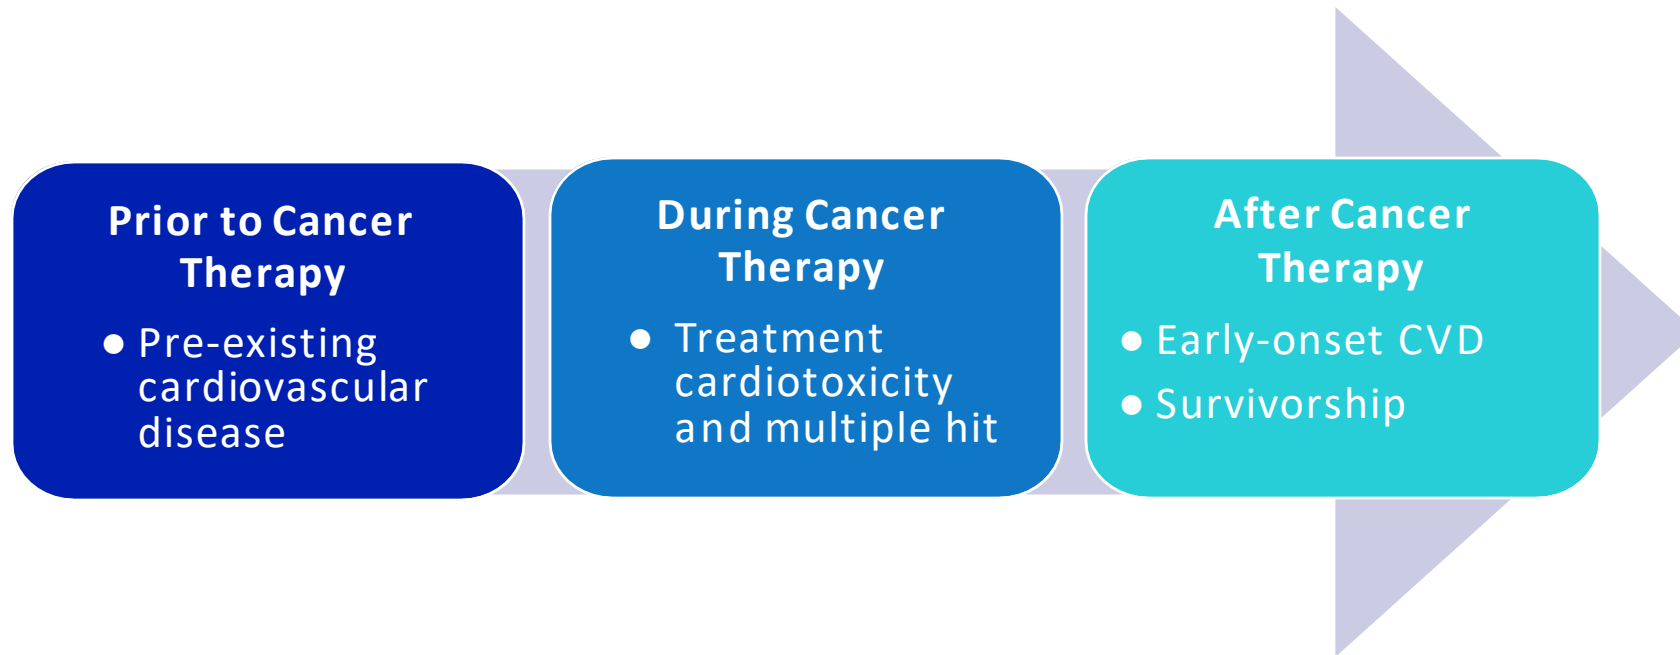 Prior to Cancer
Therapy
● Pre-existing
cardiovascular
disease
During Cancer
Therapy
● Treatment
cardiotoxicity
and multiple hit
After Cancer
Therapy
● Early-onset CVD
● Survivorship